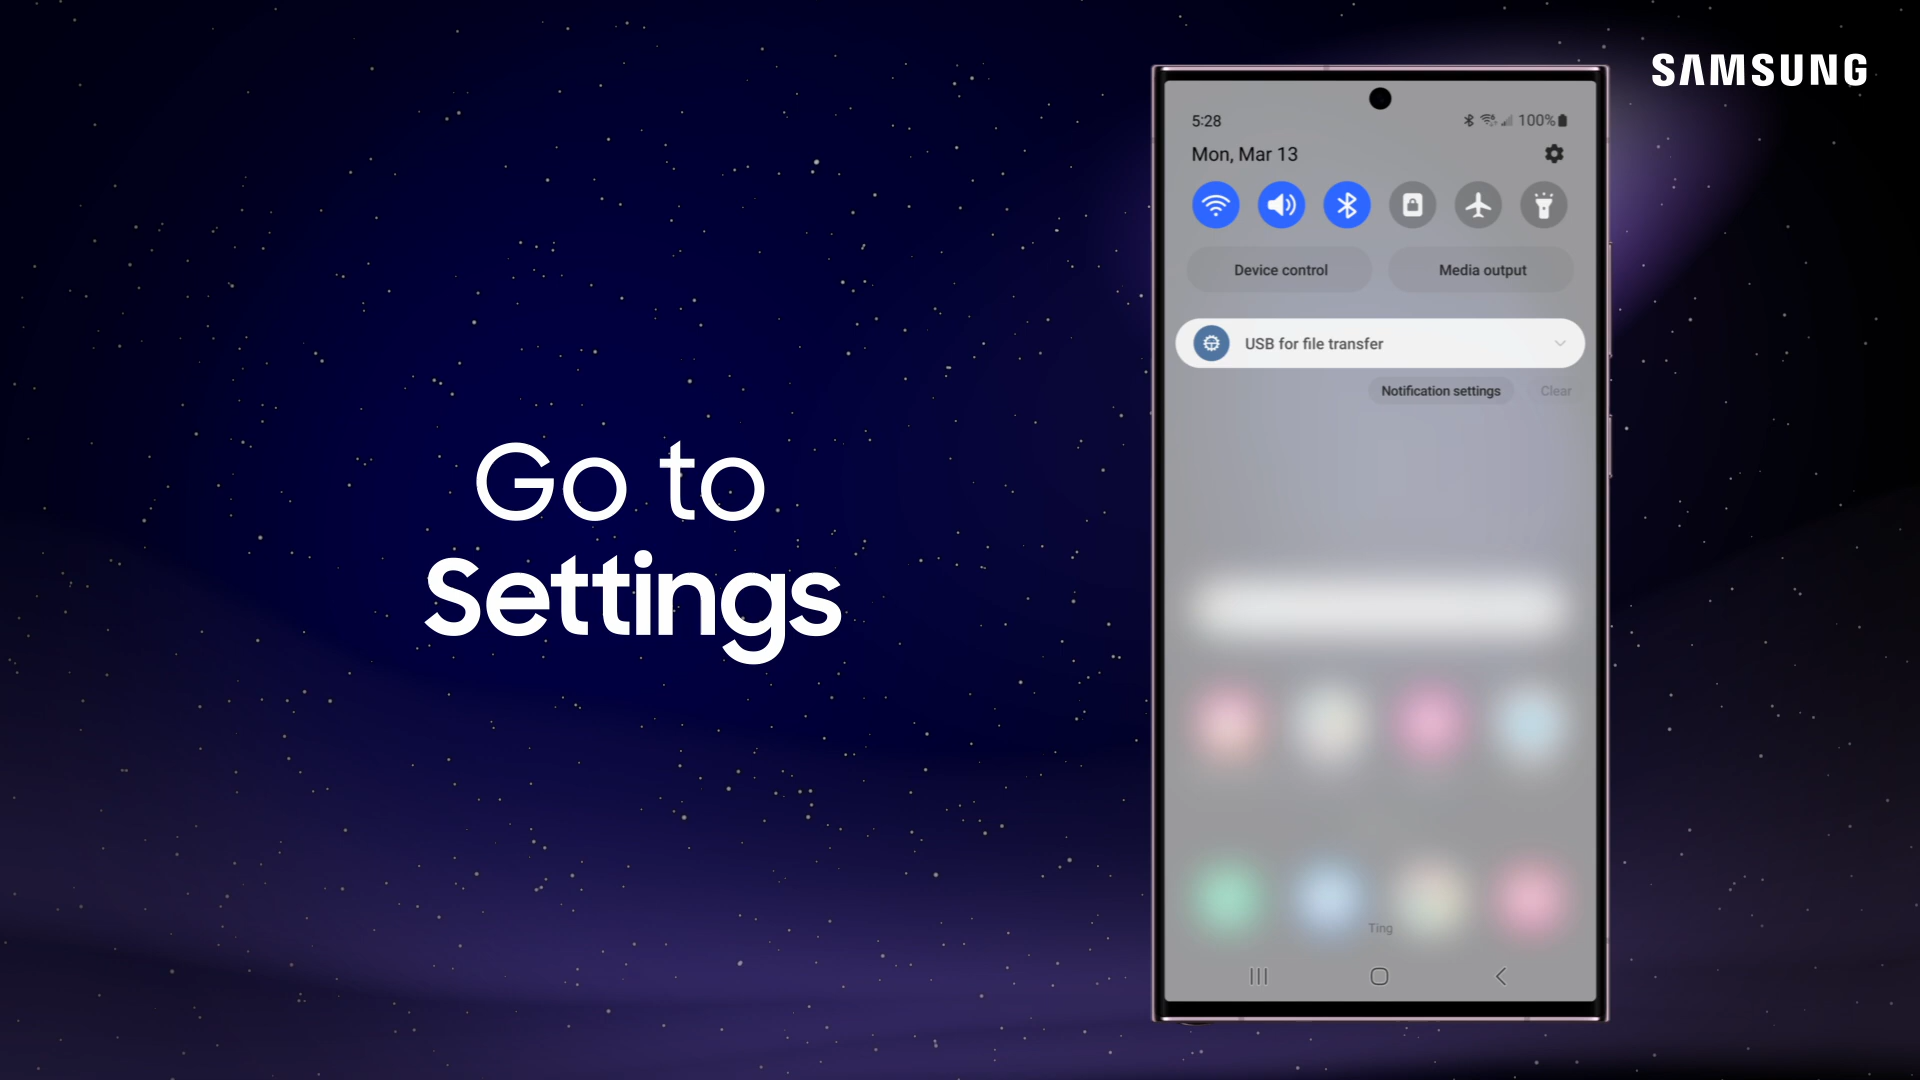 SAMSUNG
Go to
Settings
5:28
100%
Mon, Mar 13
Device control
Media output
USB for file transfer
Notification settings
Clear
Ting